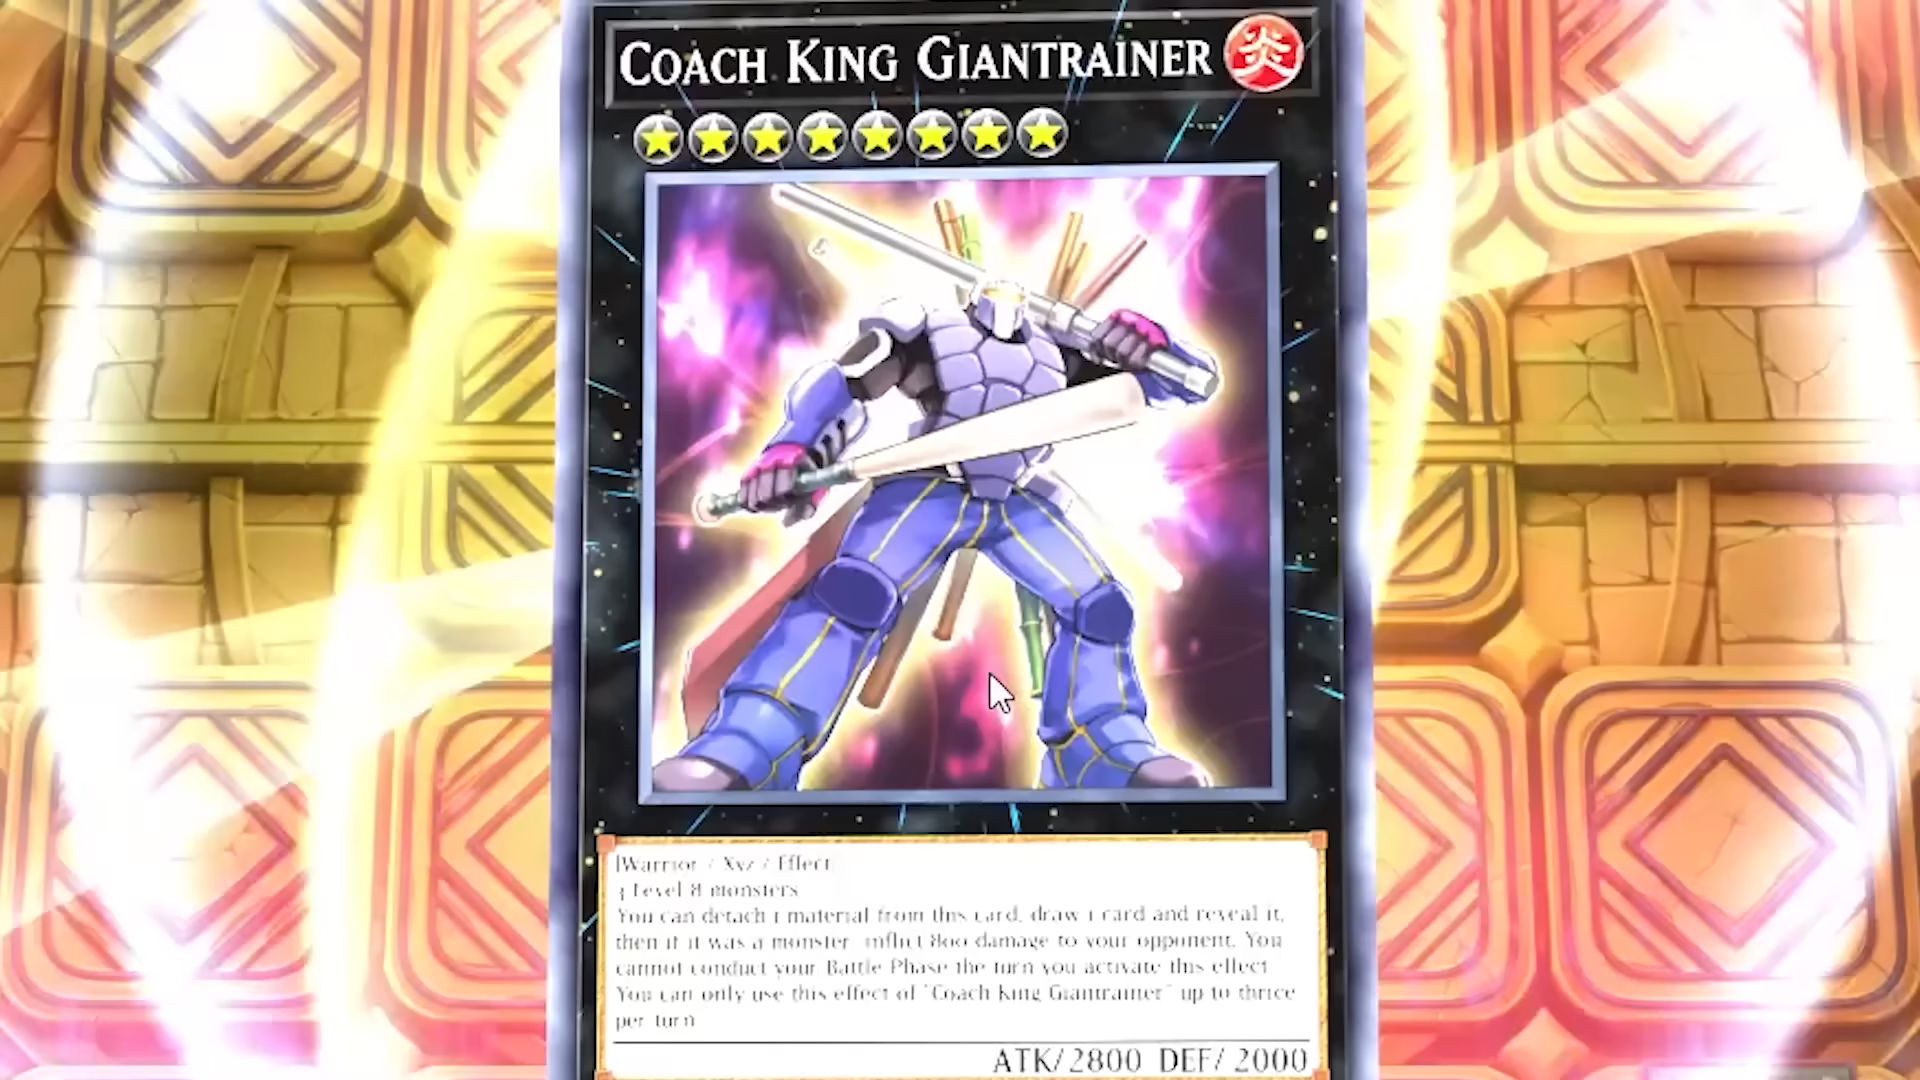 COACH KING GIANTRAINER 炎
[Warrior / Xyz / Effect]
3 Level 8 monsters
You can detach 1 material from this card, draw 1 card and reveal it,
then if it was a monster, inflict 800 damage to your opponent. You
cannot conduct your Battle Phase the turn you activate this effect.
You can only use this effect of "Coach King Giantrainer" up to thrice
per turn.
ATK/2800 DEF/2000